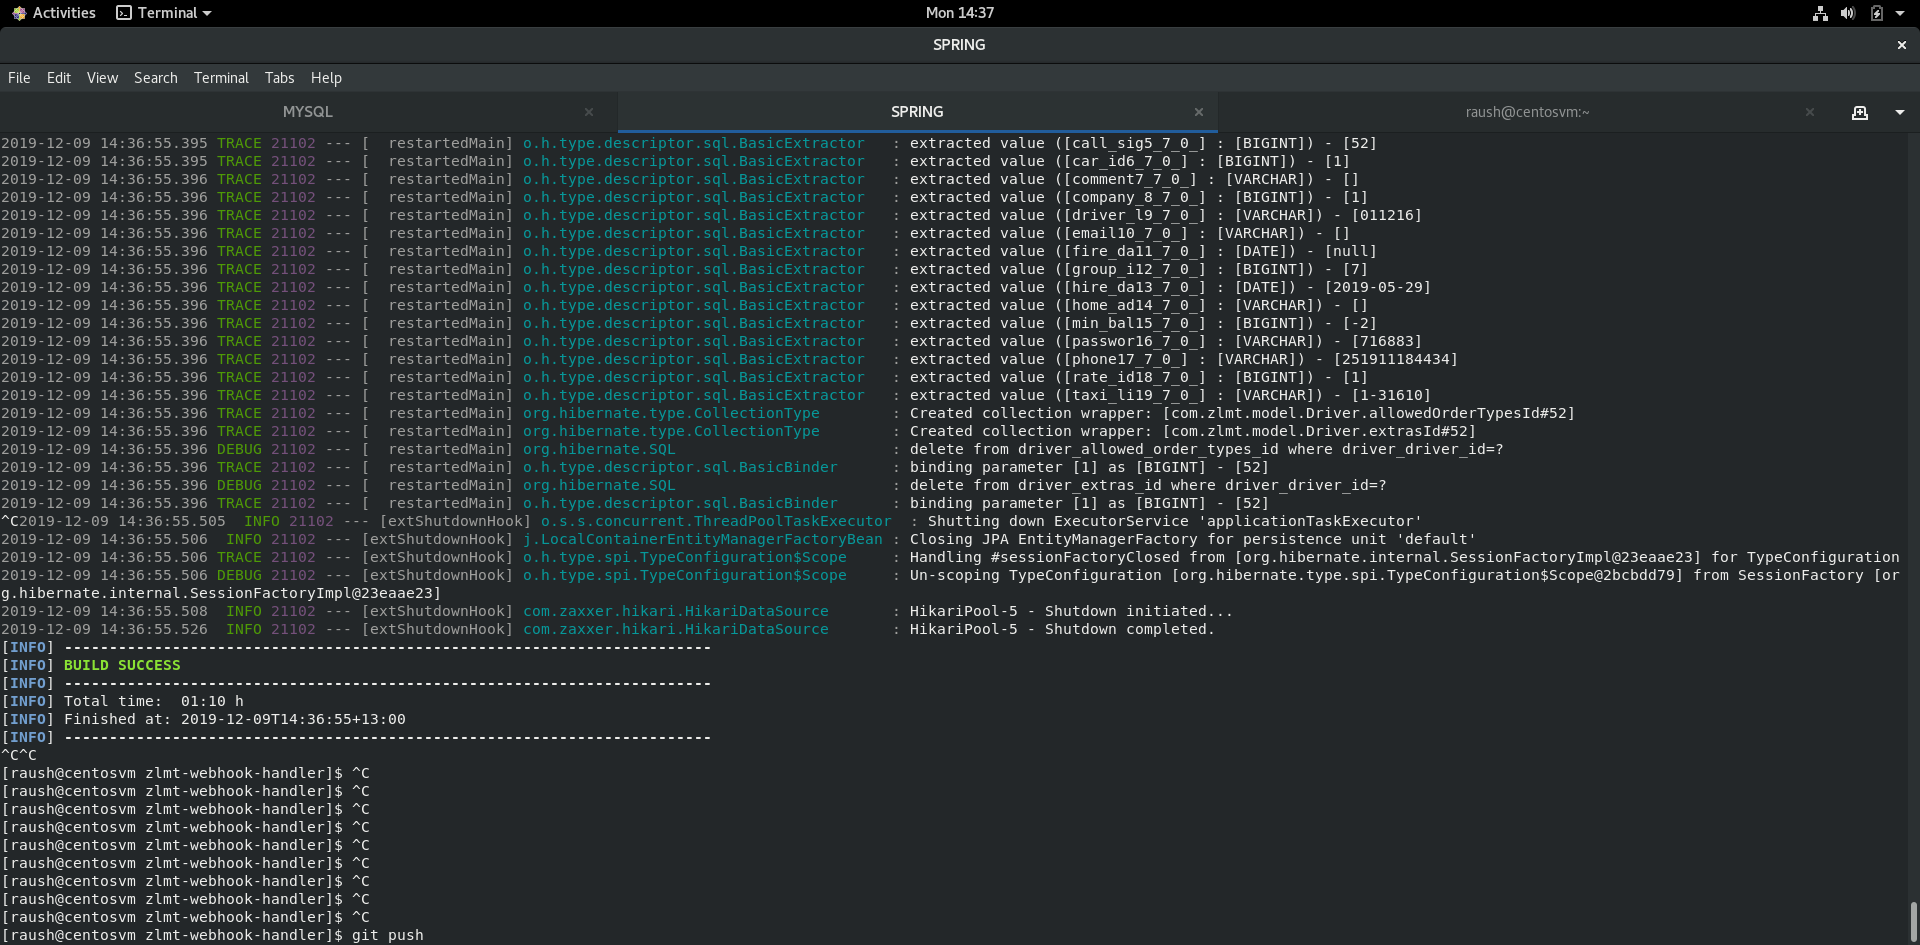 Activities Terminal Mon 14:37
SPRING
File Edit View Search Terminal Tabs Help
MYSQL SPRING raush@centosvm:~
2019-12-09 14:36:55.395 TRACE 21102 --- [  restartedMain] o.h.type.descriptor.sql.BasicExtractor   : extracted value ([call_sig5_7_0_] : [BIGINT]) - [52]
2019-12-09 14:36:55.396 TRACE 21102 --- [  restartedMain] o.h.type.descriptor.sql.BasicExtractor   : extracted value ([car_id6_7_0_] : [BIGINT]) - [1]
2019-12-09 14:36:55.396 TRACE 21102 --- [  restartedMain] o.h.type.descriptor.sql.BasicExtractor   : extracted value ([comment7_7_0_] : [VARCHAR]) - []
2019-12-09 14:36:55.396 TRACE 21102 --- [  restartedMain] o.h.type.descriptor.sql.BasicExtractor   : extracted value ([company_8_7_0_] : [BIGINT]) - [1]
2019-12-09 14:36:55.396 TRACE 21102 --- [  restartedMain] o.h.type.descriptor.sql.BasicExtractor   : extracted value ([driver_l9_7_0_] : [VARCHAR]) - [011216]
2019-12-09 14:36:55.396 TRACE 21102 --- [  restartedMain] o.h.type.descriptor.sql.BasicExtractor   : extracted value ([email10_7_0_] : [VARCHAR]) - []
2019-12-09 14:36:55.396 TRACE 21102 --- [  restartedMain] o.h.type.descriptor.sql.BasicExtractor   : extracted value ([fire_da11_7_0_] : [DATE]) - [null]
2019-12-09 14:36:55.396 TRACE 21102 --- [  restartedMain] o.h.type.descriptor.sql.BasicExtractor   : extracted value ([group_i12_7_0_] : [BIGINT]) - [7]
2019-12-09 14:36:55.396 TRACE 21102 --- [  restartedMain] o.h.type.descriptor.sql.BasicExtractor   : extracted value ([hire_da13_7_0_] : [DATE]) - [2019-05-29]
2019-12-09 14:36:55.396 TRACE 21102 --- [  restartedMain] o.h.type.descriptor.sql.BasicExtractor   : extracted value ([home_ad14_7_0_] : [VARCHAR]) - []
2019-12-09 14:36:55.396 TRACE 21102 --- [  restartedMain] o.h.type.descriptor.sql.BasicExtractor   : extracted value ([min_bal15_7_0_] : [BIGINT]) - [-2]
2019-12-09 14:36:55.396 TRACE 21102 --- [  restartedMain] o.h.type.descriptor.sql.BasicExtractor   : extracted value ([passwor16_7_0_] : [VARCHAR]) - [716883]
2019-12-09 14:36:55.396 TRACE 21102 --- [  restartedMain] o.h.type.descriptor.sql.BasicExtractor   : extracted value ([phone17_7_0_] : [VARCHAR]) - [251911184434]
2019-12-09 14:36:55.396 TRACE 21102 --- [  restartedMain] o.h.type.descriptor.sql.BasicExtractor   : extracted value ([rate_id18_7_0_] : [BIGINT]) - [1]
2019-12-09 14:36:55.396 TRACE 21102 --- [  restartedMain] o.h.type.descriptor.sql.BasicExtractor   : extracted value ([taxi_li19_7_0_] : [VARCHAR]) - [1-31610]
2019-12-09 14:36:55.396 TRACE 21102 --- [  restartedMain] org.hibernate.type.CollectionType        : Created collection wrapper: [com.zlmt.model.Driver.allowedOrderTypesId#52]
2019-12-09 14:36:55.396 TRACE 21102 --- [  restartedMain] org.hibernate.type.CollectionType        : Created collection wrapper: [com.zlmt.model.Driver.extrasId#52]
2019-12-09 14:36:55.396 DEBUG 21102 --- [  restartedMain] org.hibernate.SQL                        : delete from driver_allowed_order_types_id where driver_driver_id=?
2019-12-09 14:36:55.396 TRACE 21102 --- [  restartedMain] o.h.type.descriptor.sql.BasicBinder      : binding parameter [1] as [BIGINT] - [52]
2019-12-09 14:36:55.396 DEBUG 21102 --- [  restartedMain] org.hibernate.SQL                        : delete from driver_extras_id where driver_driver_id=?
2019-12-09 14:36:55.396 TRACE 21102 --- [  restartedMain] o.h.type.descriptor.sql.BasicBinder      : binding parameter [1] as [BIGINT] - [52]
^C2019-12-09 14:36:55.505  INFO 21102 --- [extShutdownHook] o.s.s.concurrent.ThreadPoolTaskExecutor  : Shutting down ExecutorService 'applicationTaskExecutor'
2019-12-09 14:36:55.506  INFO 21102 --- [extShutdownHook] j.LocalContainerEntityManagerFactoryBean : Closing JPA EntityManagerFactory for persistence unit 'default'
2019-12-09 14:36:55.506 TRACE 21102 --- [extShutdownHook] o.h.type.spi.TypeConfiguration$Scope     : Handling #sessionFactoryClosed from [org.hibernate.internal.SessionFactoryImpl@23eaae23] for TypeConfiguration
2019-12-09 14:36:55.506 DEBUG 21102 --- [extShutdownHook] o.h.type.spi.TypeConfiguration$Scope     : Un-scoping TypeConfiguration [org.hibernate.type.spi.TypeConfiguration$Scope@2bcbdd79] from SessionFactory [or
g.hibernate.internal.SessionFactoryImpl@23eaae23]
2019-12-09 14:36:55.508  INFO 21102 --- [extShutdownHook] com.zaxxer.hikari.HikariDataSource       : HikariPool-5 - Shutdown initiated...
2019-12-09 14:36:55.526  INFO 21102 --- [extShutdownHook] com.zaxxer.hikari.HikariDataSource       : HikariPool-5 - Shutdown completed.
[INFO] ------------------------------------------------------------------------
[INFO] BUILD SUCCESS
[INFO] ------------------------------------------------------------------------
[INFO] Total time:  01:10 h
[INFO] Finished at: 2019-12-09T14:36:55+13:00
[INFO] ------------------------------------------------------------------------
^C^C
[raush@centosvm zlmt-webhook-handler]$ ^C
[raush@centosvm zlmt-webhook-handler]$ ^C
[raush@centosvm zlmt-webhook-handler]$ ^C
[raush@centosvm zlmt-webhook-handler]$ ^C
[raush@centosvm zlmt-webhook-handler]$ ^C
[raush@centosvm zlmt-webhook-handler]$ ^C
[raush@centosvm zlmt-webhook-handler]$ ^C
[raush@centosvm zlmt-webhook-handler]$ ^C
[raush@centosvm zlmt-webhook-handler]$ ^C
[raush@centosvm zlmt-webhook-handler]$ git push